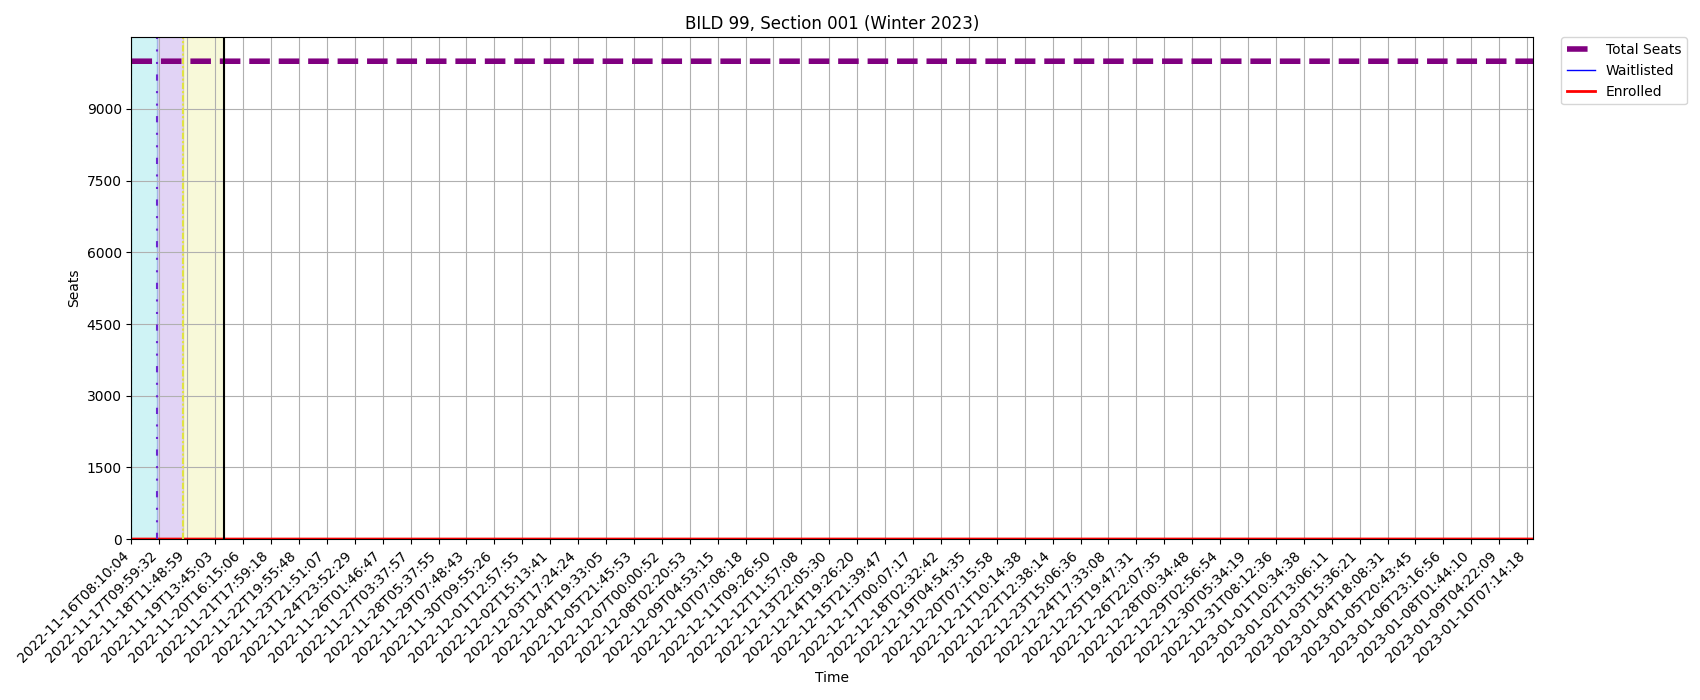 BILD 99, Section 001 (Winter 2023)
Total Seats
Waitlisted
Enrolled
9000
7500
6000
4500
3000
1500
0
Seats
2022-11-16T08:10:04
2022-11-17T09:59:32
2022-11-18T11:48:59
2022-11-19T13:45:03
2022-11-20T16:15:06
2022-11-21T17:59:18
2022-11-22T19:55:48
2022-11-23T21:51:07
2022-11-24T23:52:29
2022-11-26T01:46:47
2022-11-27T03:37:57
2022-11-28T05:37:55
2022-11-29T07:48:43
2022-11-30T09:55:26
2022-12-01T12:57:55
2022-12-02T15:13:41
2022-12-03T17:24:24
2022-12-04T19:33:05
2022-12-05T21:45:53
2022-12-07T00:00:52
2022-12-08T02:20:53
2022-12-09T04:53:15
2022-12-10T07:08:18
2022-12-11T09:26:50
2022-12-12T11:57:08
2022-12-13T22:05:30
2022-12-14T19:26:20
2022-12-15T21:39:47
2022-12-17T00:07:17
2022-12-18T02:32:42
2022-12-19T04:54:35
2022-12-20T07:15:58
2022-12-21T10:14:38
2022-12-22T12:38:14
2022-12-23T15:06:36
2022-12-24T17:33:08
2022-12-25T19:47:31
2022-12-26T22:07:35
2022-12-28T00:34:48
2022-12-29T02:56:54
2022-12-30T05:34:19
2022-12-31T08:12:36
2023-01-01T10:34:38
2023-01-02T13:06:11
2023-01-03T15:36:21
2023-01-04T18:08:31
2023-01-05T20:43:45
2023-01-06T23:16:56
2023-01-08T01:44:10
2023-01-09T04:22:09
2023-01-10T07:14:18
Time